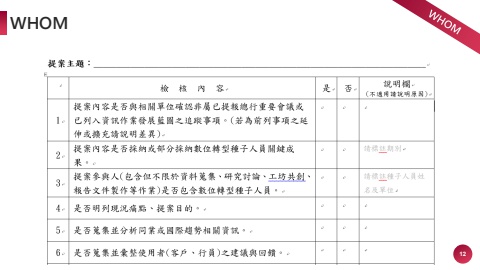 WHOM
WHOM
提案主題：
檢 核 內 容
是
否
說明欄
(不適用請說明原因)
1
提案內容是否與相關單位確認非屬已提報總行重要會議或
已列入資訊作業發展藍圖之追蹤事項。(若為前列事項之延
伸或擴充請說明差異)
2
提案內容是否採納或部分採納數位轉型種子人員關鍵成
果。
請標註類別
3
提案參與人(包含但不限於資料蒐集、研究討論、工坊共創、
報告文件製作等作業)是否包含數位轉型種子人員。
請標註種子人員姓
名及單位
4
是否明列現況痛點、提案目的。
5
是否蒐集並分析同業或國際趨勢相關資訊。
6
是否蒐集並彙整使用者(客戶、行員)之建議與回饋。
12